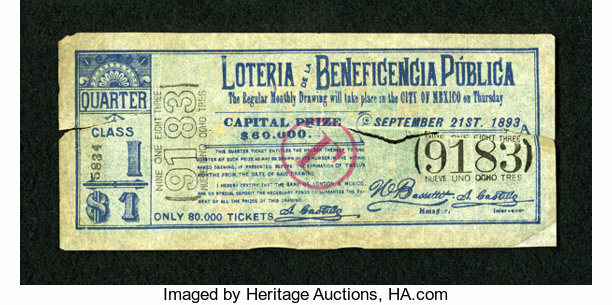 LOTERIA DE LA BENEFICENCIA PÚBLICA
The Regular Monthly Drawing will take place in the CITY OF MEXICO on Thursday
QUARTER
CAPITAL PRIZE
$60.000.
SEPTEMBER 21ST. 1893
A
CLASS
1
$1
5834
NINE ONE EIGHT THREE
(9183)
NUEVE UNO OCHO TRES
L
NINE ONE EIGHT THREE
(9183)
NUEVE UNO OCHO TRES.
THIS QUARTER TICKET ENTITLES THE HOLDER THEREOF TO ONE
QUARTER OF SUCH PRIZE AS MAY BE DRAWN BY ITS NUMBER IN THE WITHIN
NAMED DRAWING, IF PRESENTED BEFORE THE EXPIRATION OF TWELVE
MONTHS FROM THE DATE OF SAID DRAWING.
I HEREBY CERTIFY THAT THE BANK OF LONDON & MEXICO,
HAS ON SPECIAL DEPOSIT, THE NECESSARY FUNDS TO GUARANTEE THE PAY-
MENT OF ALL THE PRIZES OF THIS DRAWING.
ONLY 80.000 TICKETS
A. Castillo
Bassett
Manager.
A. Castillo
Interventor
Imaged by Heritage Auctions, HA.com